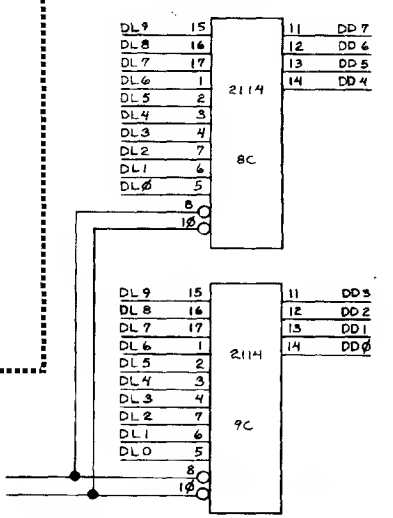 DL9 15 11 DD7
DL8 16 12 DD6
DL7 17 13 DD5
DL6 1 14 DD4
DL5 2 2114
DL4 3
DL3 4
DL2 7 8C
DL1 6
DLØ 5
8
1Ø
DL9 15 11 DD3
DL8 16 12 DD2
DL7 17 13 DD1
DL6 1 14 DDØ
DL5 2 2114
DL4 3
DL3 4
DL2 7 9C
DL1 6
DL0 5
8
1Ø